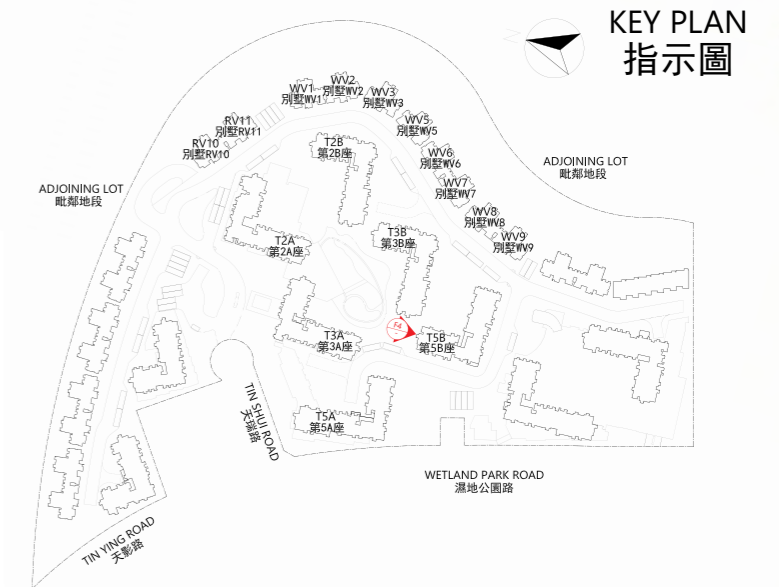 KEY PLAN
指示圖
WV1
別墅WV1
WV2
別墅WV2
WV3
別墅WV3
RV11
別墅RV11
RV10
別墅RV10
WV5
別墅WV5
T2B
第2B座
WV6
別墅WV6
ADJOINING LOT
毗鄰地段
ADJOINING LOT
毗鄰地段
WV7
別墅WV7
WV8
別墅WV8
WV9
別墅WV9
T3B
第3B座
T2A
第2A座
F4
T3A
第3A座
T5B
第5B座
TIN SHUI ROAD
天瑞路
T5A
第5A座
WETLAND PARK ROAD
濕地公園路
TIN YING ROAD
天影路